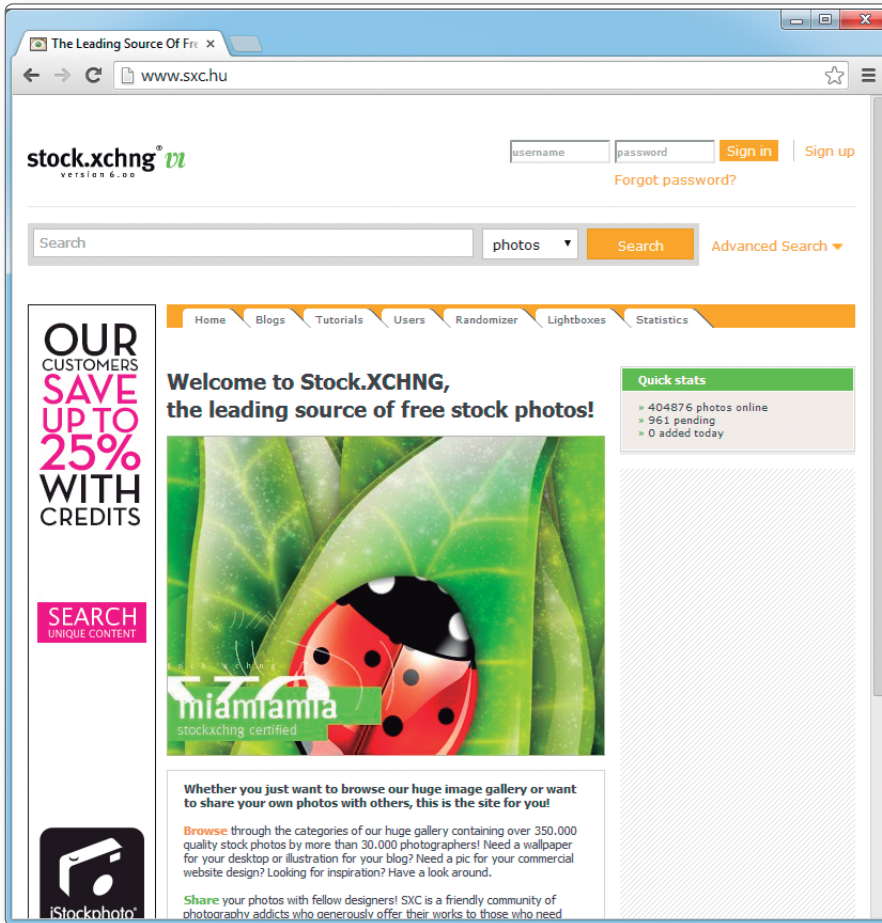 The Leading Source Of Fre
www.sxc.hu
stock.xchng® vi
version 6.00
username password Sign in Sign up
Forgot password?
Search photos Search Advanced Search
Home Blogs Tutorials Users Randomizer Lightboxes Statistics
OUR
CUSTOMERS
SAVE
UP TO
25%
WITH
CREDITS
SEARCH
UNIQUE CONTENT
iStockphoto®
Welcome to Stock.XCHNG,
the leading source of free stock photos!
stock.xchng
miamiamia
stockxchng certified
Quick stats
» 404876 photos online
» 961 pending
» 0 added today
Whether you just want to browse our huge image gallery or want
to share your own photos with others, this is the site for you!
Browse through the categories of our huge gallery containing over 350.000
quality stock photos by more than 30.000 photographers! Need a wallpaper
for your desktop or illustration for your blog? Need a pic for your commercial
website design? Looking for inspiration? Have a look around.
Share your photos with fellow designers! SXC is a friendly community of
photography addicts who generously offer their works to those who need